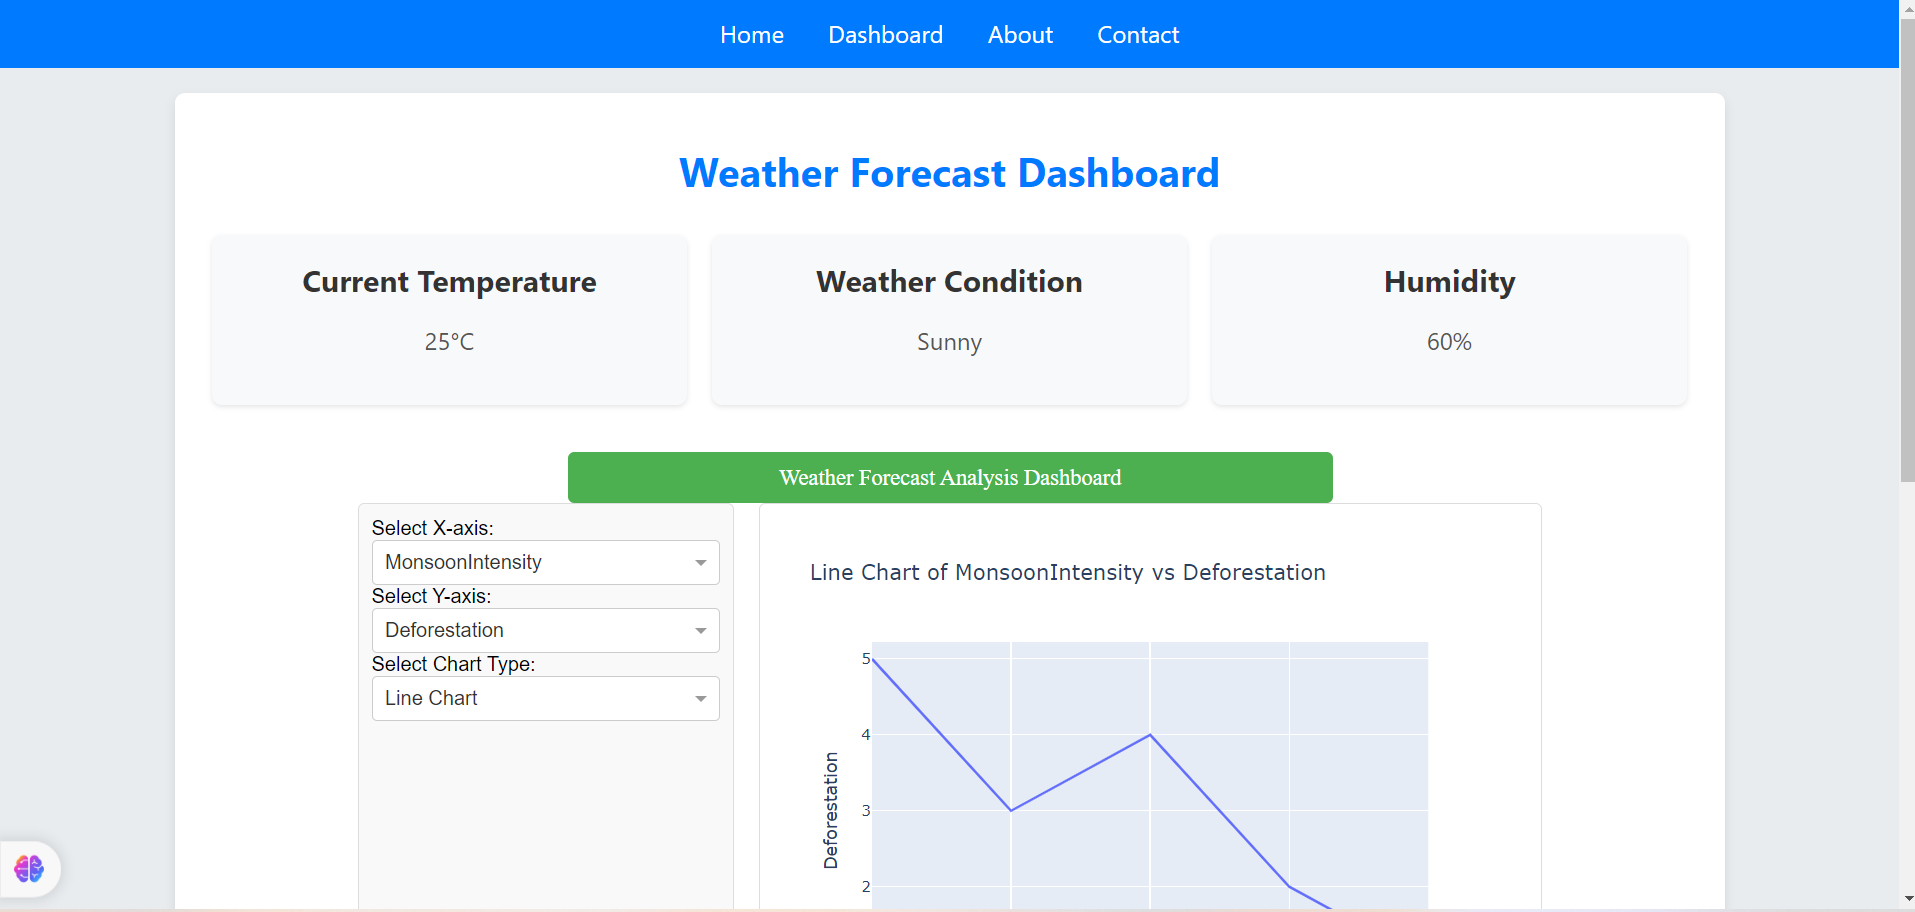 Home Dashboard About Contact
Weather Forecast Dashboard
Current Temperature
25°C
Weather Condition
Sunny
Humidity
60%
Weather Forecast Analysis Dashboard
Select X-axis:
MonsoonIntensity
Select Y-axis:
Deforestation
Select Chart Type:
Line Chart
Line Chart of MonsoonIntensity vs Deforestation
5
4
3
2
Deforestation